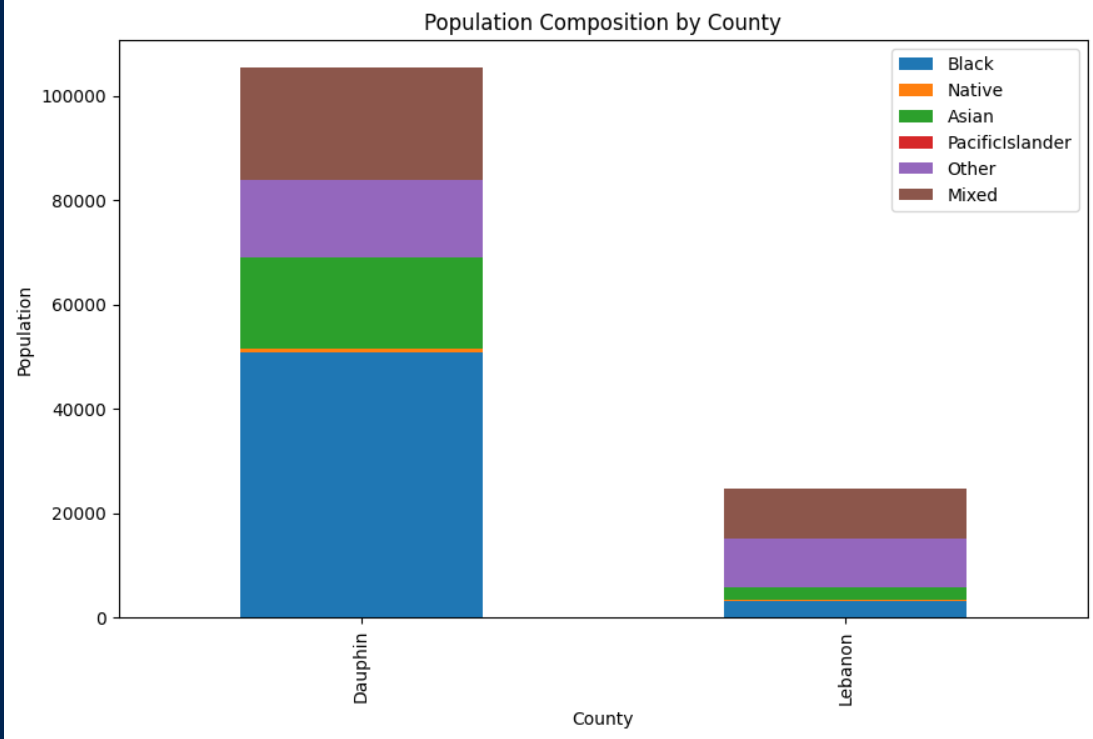 Population Composition by County
Black
Native
Asian
PacificIslander
Other
Mixed
100000
80000
60000
40000
20000
0
Population
Dauphin
Lebanon
County